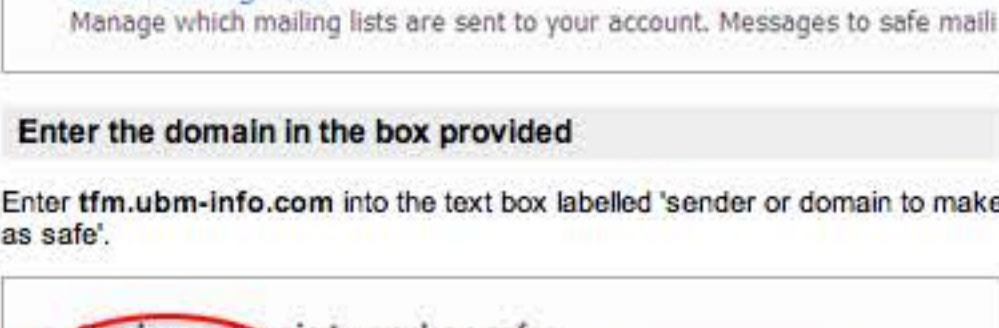 Manage which mailing lists are sent to your account. Messages to safe maili
Enter the domain in the box provided
Enter tfm.ubm-info.com into the text box labelled 'sender or domain to make
as safe'.